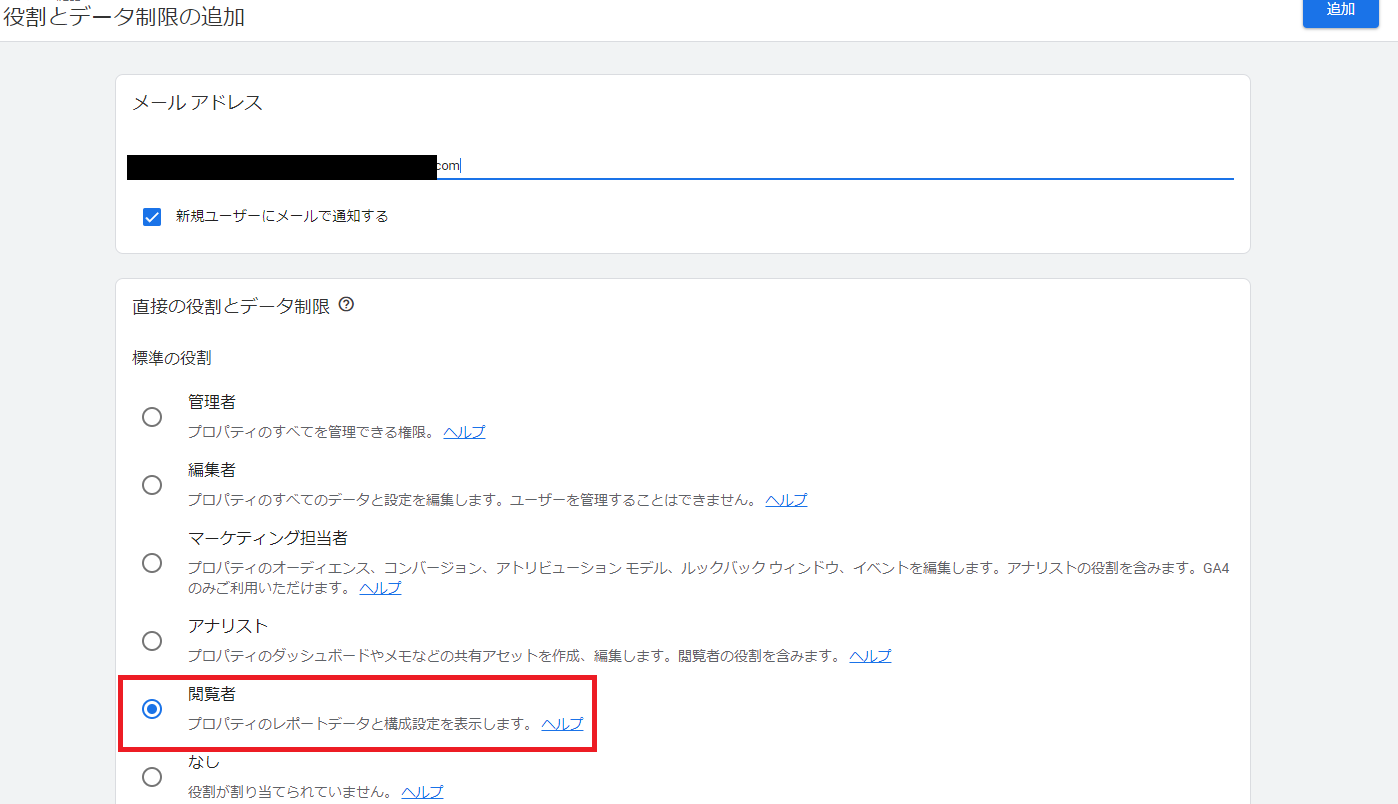 役割とデータ制限の追加
追加
メール アドレス
com
新規ユーザーにメールで通知する
直接の役割とデータ制限
標準の役割
管理者
プロパティのすべてを管理できる権限。 ヘルプ
編集者
プロパティのすべてのデータと設定を編集します。ユーザーを管理することはできません。 ヘルプ
マーケティング担当者
プロパティのオーディエンス、コンバージョン、アトリビューション モデル、ルックバック ウィンドウ、イベントを編集します。アナリストの役割を含みます。GA4
のみご利用いただけます。 ヘルプ
アナリスト
プロパティのダッシュボードやメモなどの共有アセットを作成、編集します。閲覧者の役割を含みます。 ヘルプ
閲覧者
プロパティのレポートデータと構成設定を表示します。 ヘルプ
なし
役割が割り当てられていません。 ヘルプ